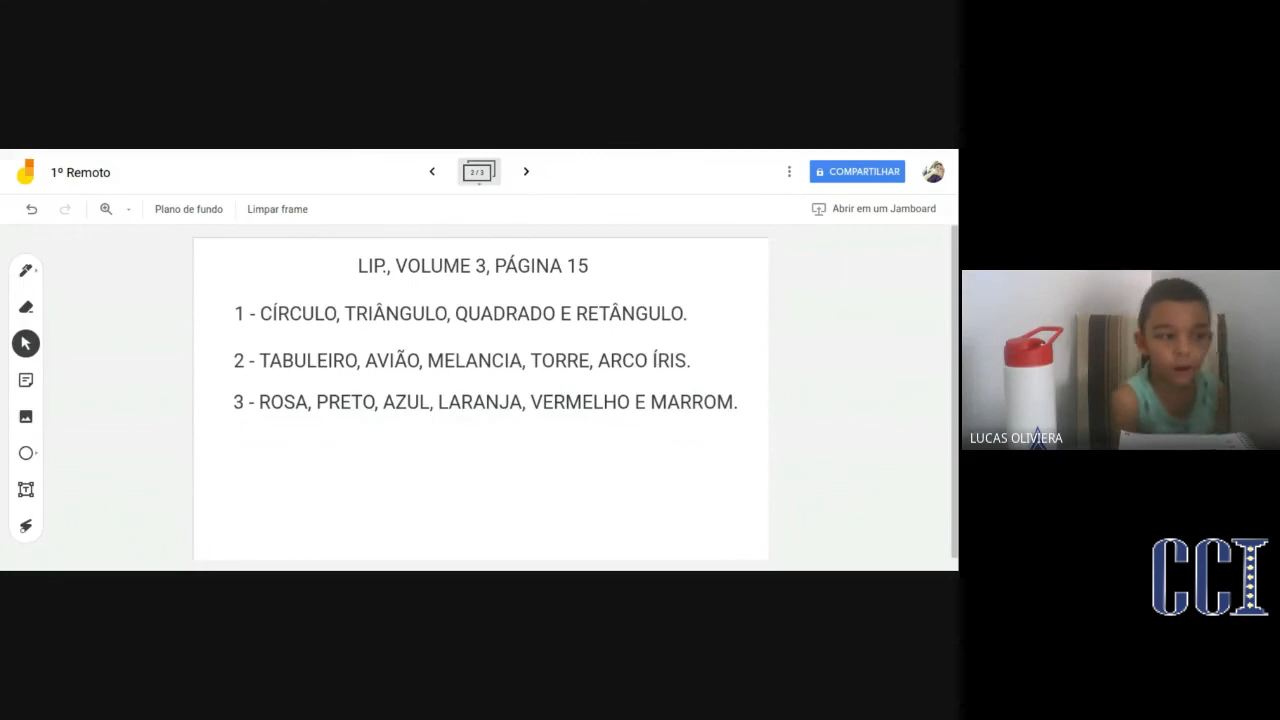 1º Remoto
2 / 3
COMPARTILHAR
Plano de fundo
Limpar frame
Abrir em um Jamboard
LIP., VOLUME 3, PÁGINA 15
1 - CÍRCULO, TRIÂNGULO, QUADRADO E RETÂNGULO.
2 - TABULEIRO, AVIÃO, MELANCIA, TORRE, ARCO ÍRIS.
3 - ROSA, PRETO, AZUL, LARANJA, VERMELHO E MARROM.
LUCAS OLIVIERA
CCI